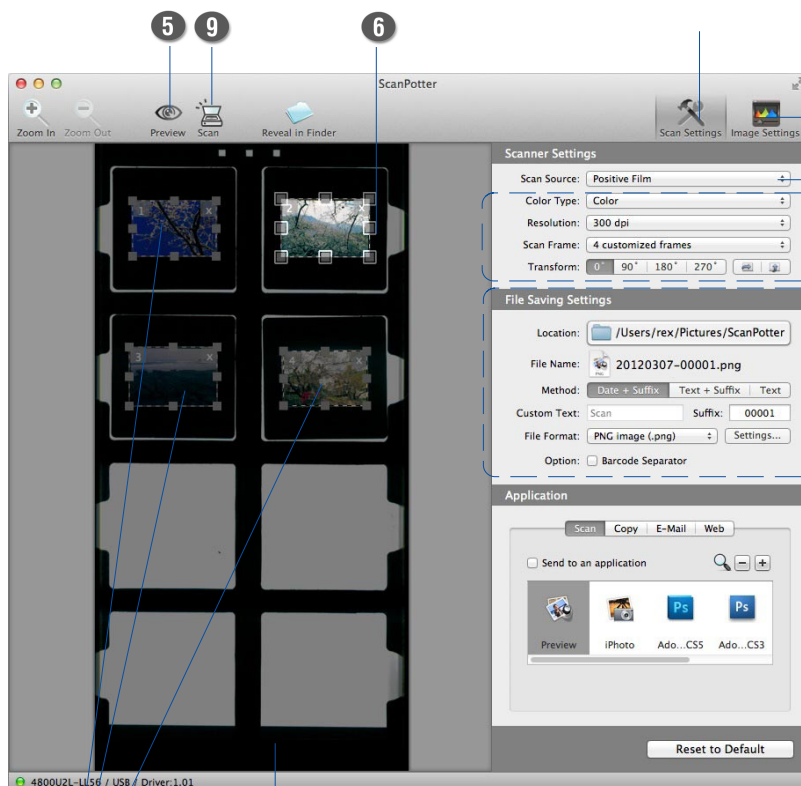 5 9 6
ScanPotter
Zoom In Zoom Out Preview Scan Reveal in Finder Scan Settings Image Settings
Scanner Settings
Scan Source: Positive Film
Color Type: Color
Resolution: 300 dpi
Scan Frame: 4 customized frames
Transform: 0° 90° 180° 270°
1 x 2
3 x 4 x
File Saving Settings
Location: /Users/rex/Pictures/ScanPotter
File Name: PNG 20120307-00001.png
Method: Date + Suffix Text + Suffix Text
Custom Text: Scan Suffix: 00001
File Format: PNG image (.png) Settings...
Option: Barcode Separator
Application
Scan Copy E-Mail Web
Send to an application
Ps Ps
Preview iPhoto Ado...CS5 Ado...CS3
Reset to Default
4800U2L-LL56 / USB / Driver:1.01